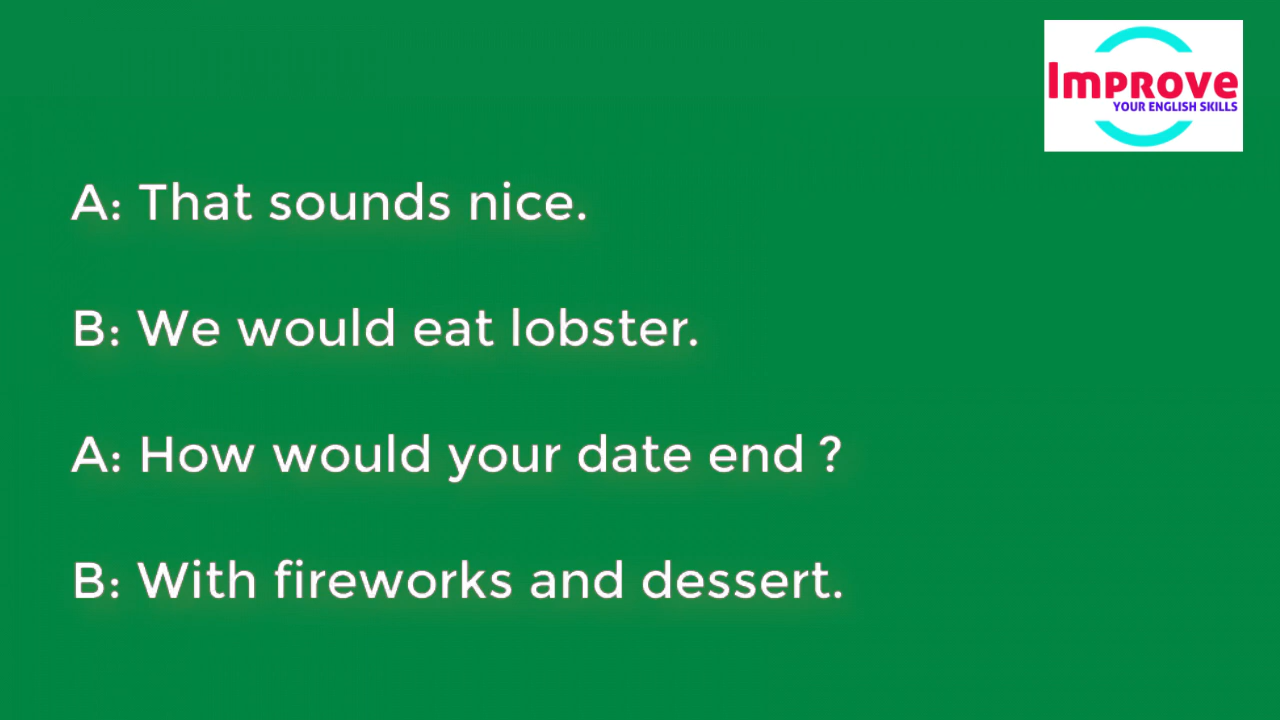 Improve
YOUR ENGLISH SKILLS
A: That sounds nice.
B: We would eat lobster.
A: How would your date end ?
B: With fireworks and dessert.